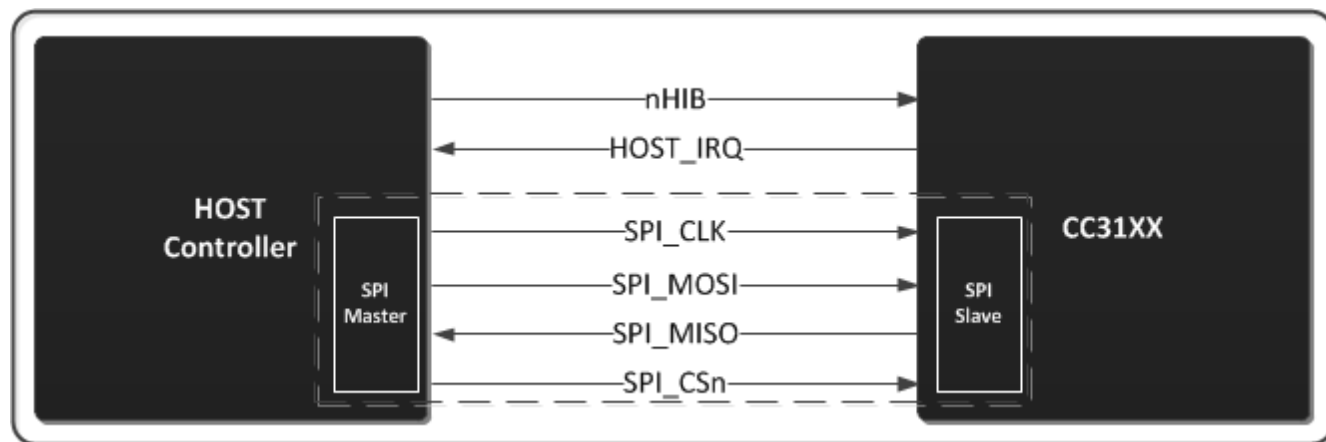 nHIB
HOST_IRQ
HOST
Controller
SPI_CLK
CC31XX
SPI_MOSI
SPI
Master
SPI
Slave
SPI_MISO
SPI_CSn